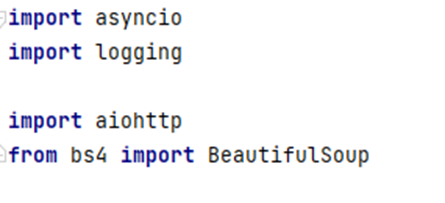 import asyncio
import logging
import aiohttp
from bs4 import BeautifulSoup